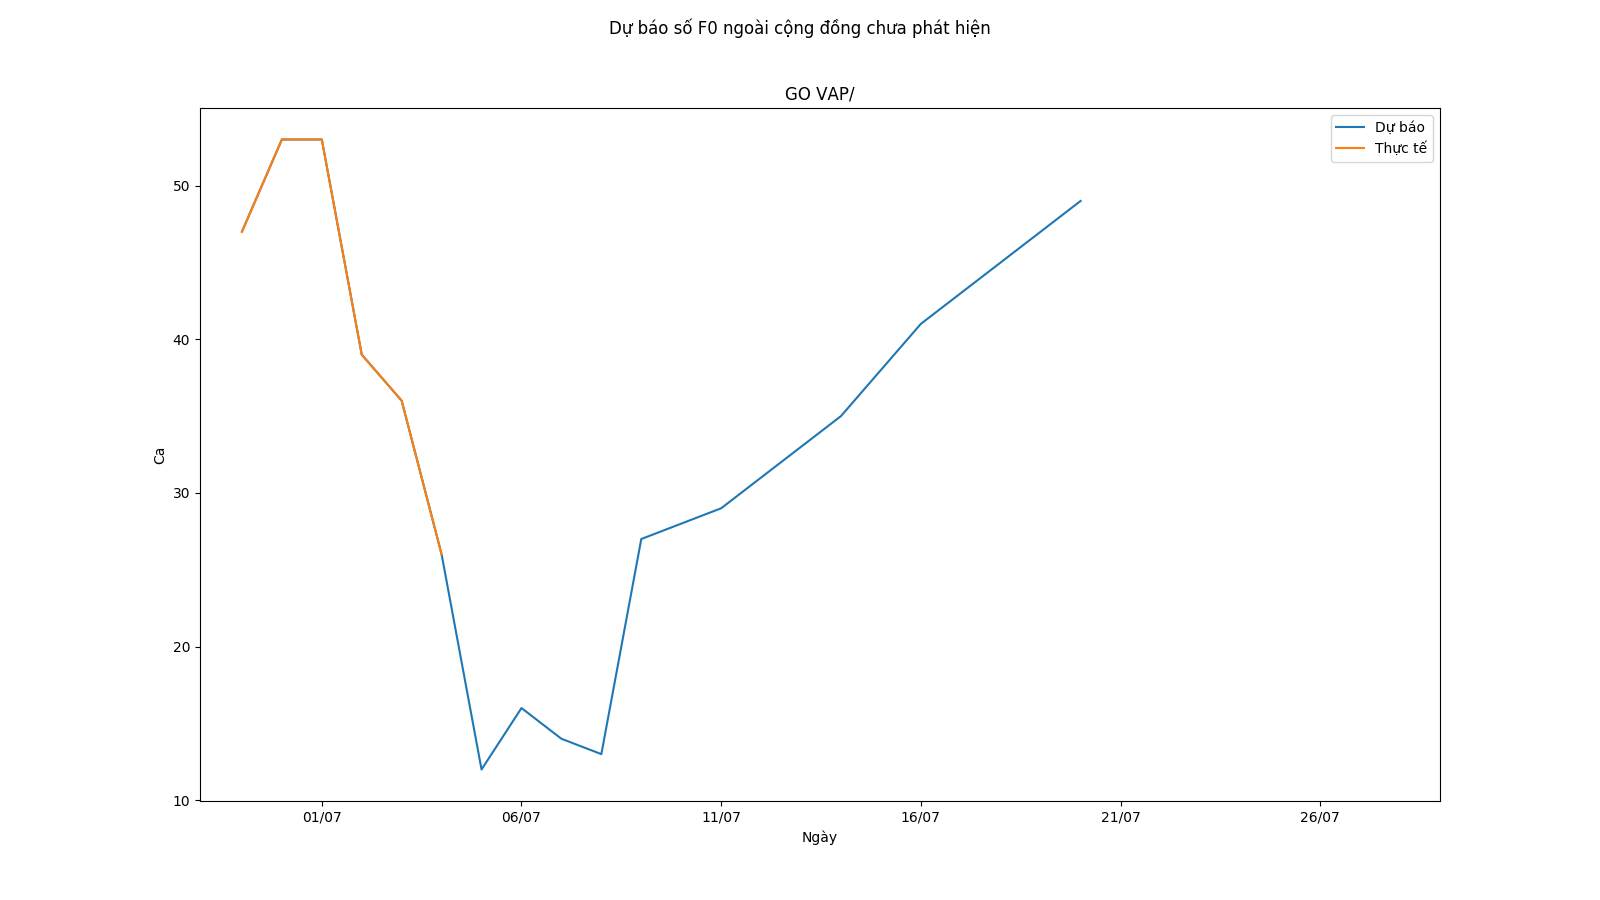 Dự báo số F0 ngoài cộng đồng chưa phát hiện
GO VAP/
Dự báo
Thực tế
50
40
30
20
10
Ca
01/07 06/07 11/07 16/07 21/07 26/07
Ngày